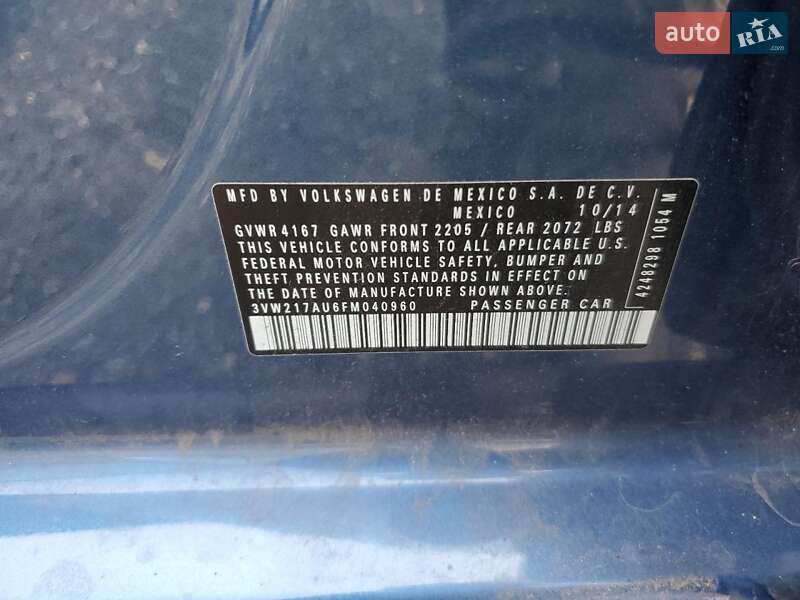 auto RIA.com
MFD BY VOLKSWAGEN DE MEXICO S.A. DE C.V.
MEXICO 10/14
GVWR 4167 GAWR FRONT 2205 / REAR 2072 LBS
THIS VEHICLE CONFORMS TO ALL APPLICABLE U.S.
FEDERAL MOTOR VEHICLE SAFETY, BUMPER AND
THEFT PREVENTION STANDARDS IN EFFECT ON
THE DATE OF MANUFACTURE SHOWN ABOVE.
3VW217AU6FM040960 PASSENGER CAR
4248298 1054 M